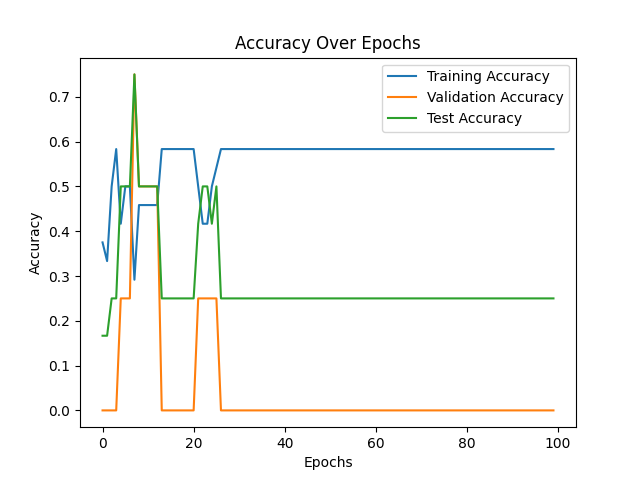 Accuracy Over Epochs
Training Accuracy
Validation Accuracy
Test Accuracy
Accuracy
0.7
0.6
0.5
0.4
0.3
0.2
0.1
0.0
0 20 40 60 80 100
Epochs